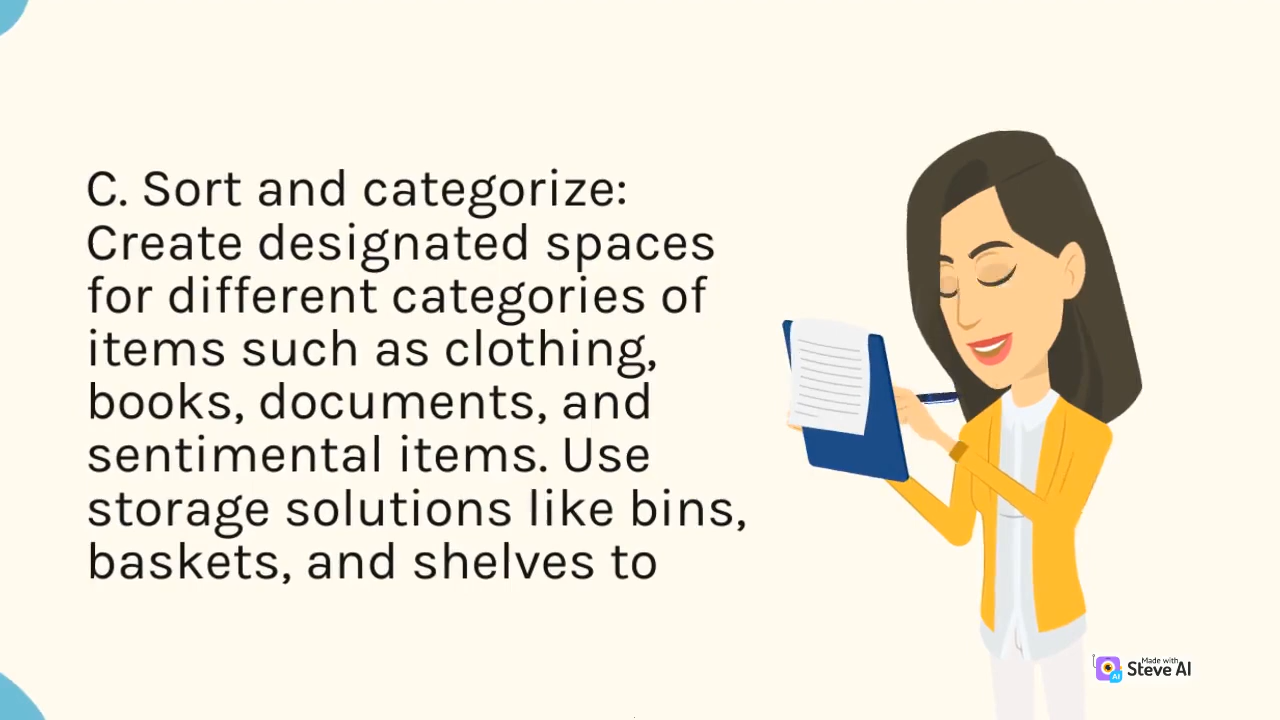 C. Sort and categorize:
Create designated spaces
for different categories of
items such as clothing,
books, documents, and
sentimental items. Use
storage solutions like bins,
baskets, and shelves to
Made with
Steve AI
AI